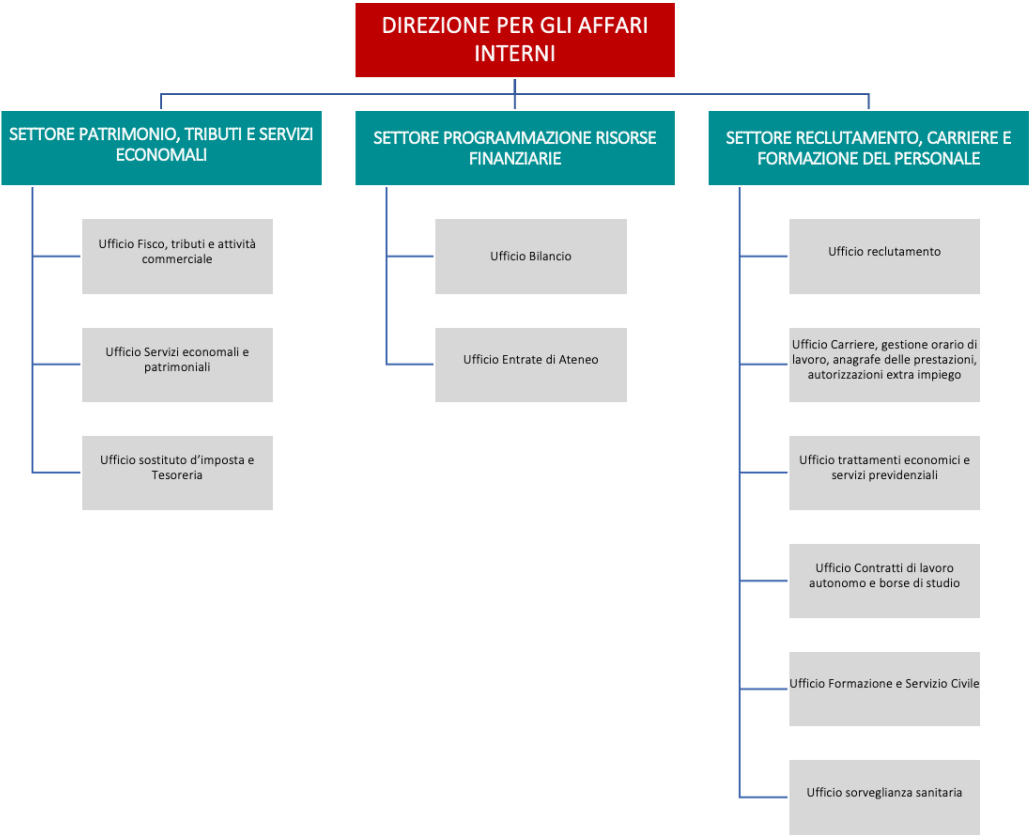 DIREZIONE PER GLI AFFARI
INTERNI
SETTORE PATRIMONIO, TRIBUTI E SERVIZI
ECONOMALI
Ufficio Fisco, tributi e attività
commerciale
Ufficio Servizi economali e
patrimoniali
Ufficio sostituto d’imposta e
Tesoreria
SETTORE PROGRAMMAZIONE RISORSE
FINANZIARIE
Ufficio Bilancio
Ufficio Entrate di Ateneo
SETTORE RECLUTAMENTO, CARRIERE E
FORMAZIONE DEL PERSONALE
Ufficio reclutamento
Ufficio Carriere, gestione orario di
lavoro, anagrafe delle prestazioni,
autorizzazioni extra impiego
Ufficio trattamenti economici e
servizi previdenziali
Ufficio Contratti di lavoro
autonomo e borse di studio
Ufficio Formazione e Servizio Civile
Ufficio sorveglianza sanitaria